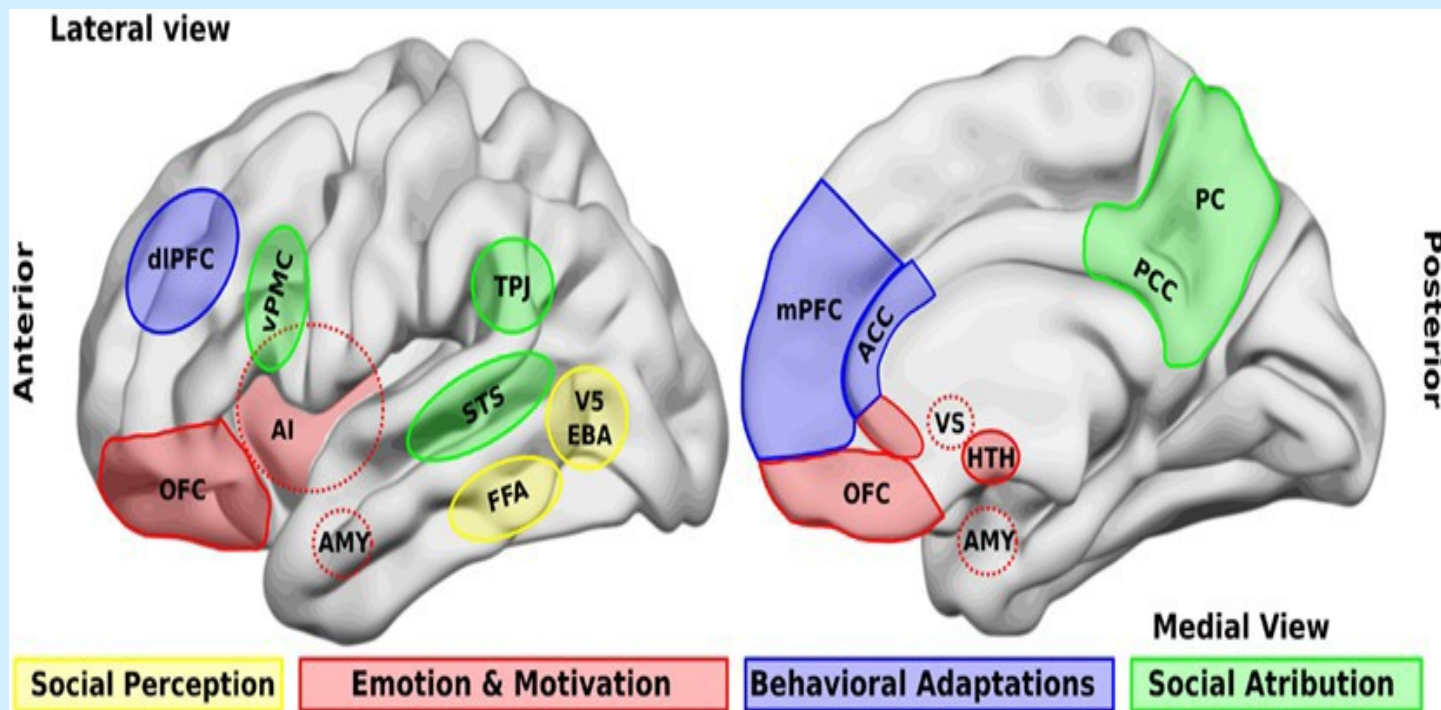 Lateral view
Anterior
dlPFC
vPMC
TPJ
STS
V5
EBA
AI
OFC
FFA
AMY
PC
PCC
mPFC
ACC
VS
HTH
OFC
AMY
Posterior
Medial View
Social Perception
Emotion & Motivation
Behavioral Adaptations
Social Atribution